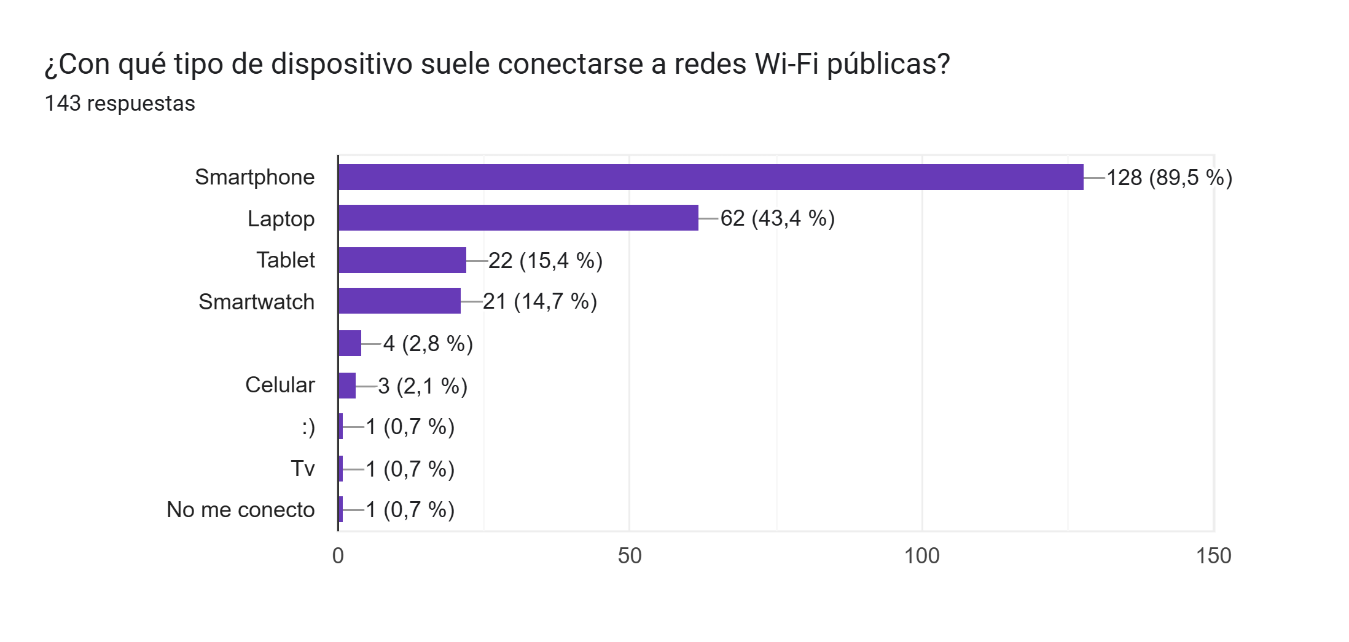 ¿Con qué tipo de dispositivo suele conectarse a redes Wi-Fi públicas?
143 respuestas
Smartphone 128 (89,5 %)
Laptop 62 (43,4 %)
Tablet 22 (15,4 %)
Smartwatch 21 (14,7 %)
4 (2,8 %)
Celular 3 (2,1 %)
:) 1 (0,7 %)
Tv 1 (0,7 %)
No me conecto 1 (0,7 %)
0 50 100 150